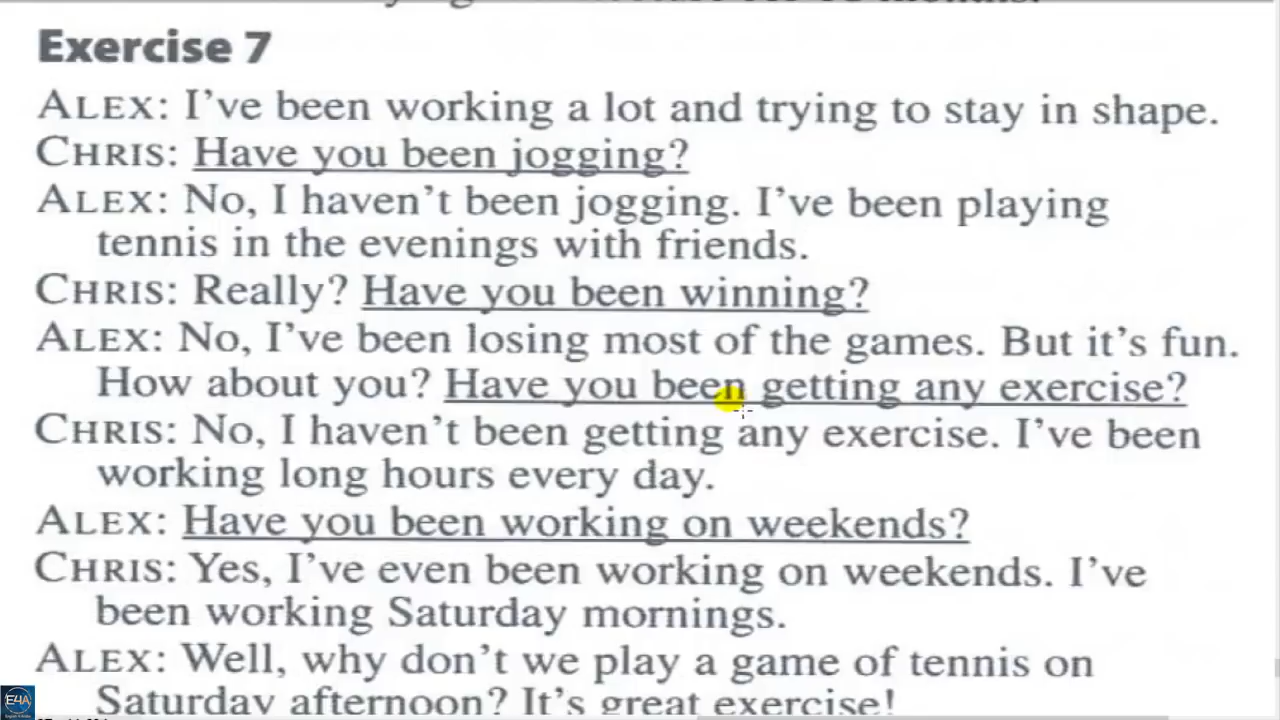 Exercise 7
ALEX: I've been working a lot and trying to stay in shape.
CHRIS: Have you been jogging?
ALEX: No, I haven't been jogging. I've been playing
tennis in the evenings with friends.
CHRIS: Really? Have you been winning?
ALEX: No, I've been losing most of the games. But it's fun.
How about you? Have you been getting any exercise?
CHRIS: No, I haven't been getting any exercise. I've been
working long hours every day.
ALEX: Have you been working on weekends?
CHRIS: Yes, I've even been working on weekends. I've
been working Saturday mornings.
ALEX: Well, why don't we play a game of tennis on
Saturday afternoon? It's great exercise!
E4A